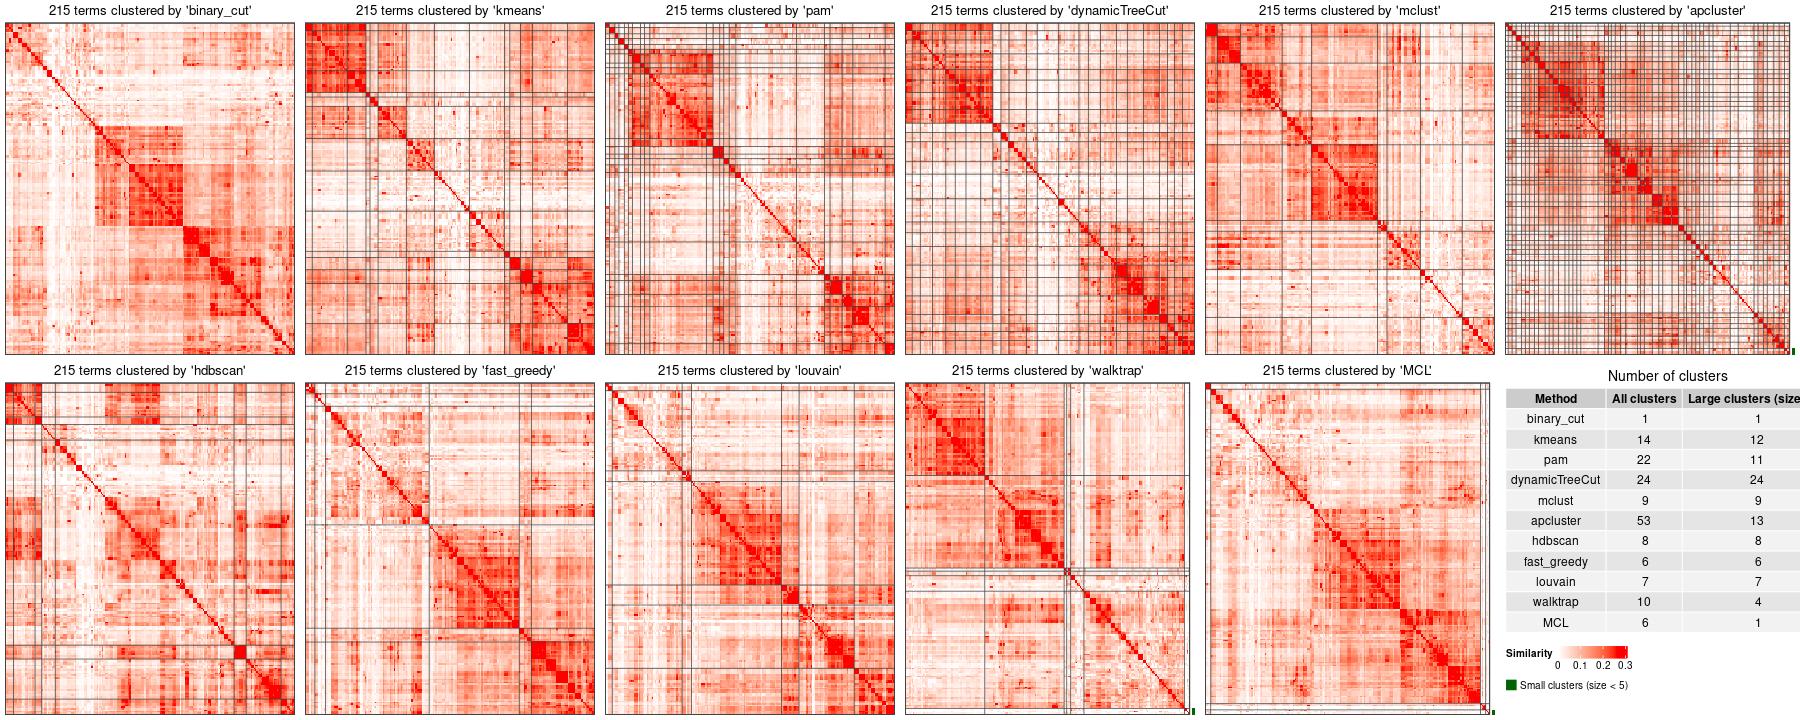 215 terms clustered by 'binary_cut'
215 terms clustered by 'kmeans'
215 terms clustered by 'pam'
215 terms clustered by 'dynamicTreeCut'
215 terms clustered by 'mclust'
215 terms clustered by 'apcluster'
215 terms clustered by 'hdbscan'
215 terms clustered by 'fast_greedy'
215 terms clustered by 'louvain'
215 terms clustered by 'walktrap'
215 terms clustered by 'MCL'
Number of clusters
Method All clusters Large clusters (size
binary_cut 1 1
kmeans 14 12
pam 22 11
dynamicTreeCut 24 24
mclust 9 9
apcluster 53 13
hdbscan 8 8
fast_greedy 6 6
louvain 7 7
walktrap 10 4
MCL 6 1
Similarity
0 0.1 0.2 0.3
Small clusters (size < 5)